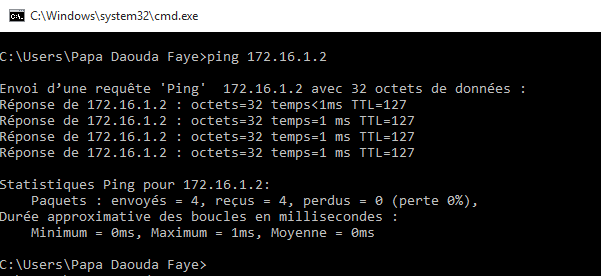 C:\Windows\system32\cmd.exe
C:\Users\Papa Daouda Faye>ping 172.16.1.2
Envoi d’une requête 'Ping'  172.16.1.2 avec 32 octets de données :
Réponse de 172.16.1.2 : octets=32 temps<1ms TTL=127
Réponse de 172.16.1.2 : octets=32 temps=1 ms TTL=127
Réponse de 172.16.1.2 : octets=32 temps=1 ms TTL=127
Réponse de 172.16.1.2 : octets=32 temps=1 ms TTL=127
Statistiques Ping pour 172.16.1.2:
    Paquets : envoyés = 4, reçus = 4, perdus = 0 (perte 0%),
Durée approximative des boucles en millisecondes :
    Minimum = 0ms, Maximum = 1ms, Moyenne = 0ms
C:\Users\Papa Daouda Faye>